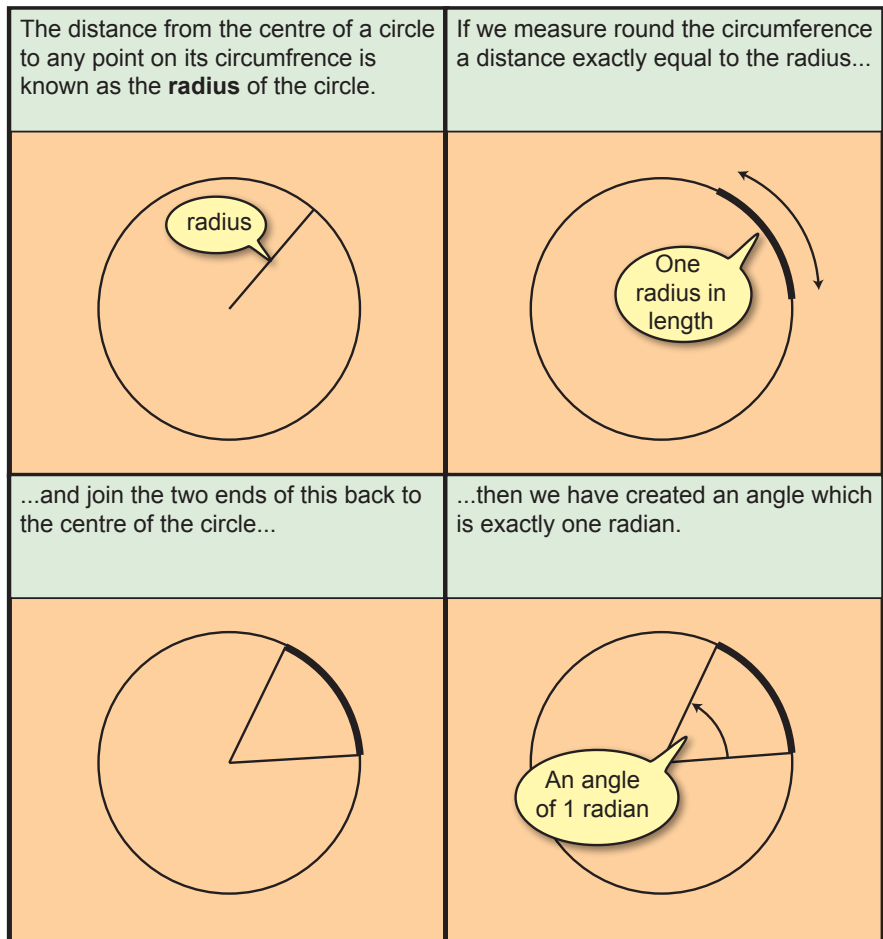 The distance from the centre of a circle
to any point on its circumfrence is
known as the radius of the circle.
radius
If we measure round the circumference
a distance exactly equal to the radius...
One
radius in
length
...and join the two ends of this back to
the centre of the circle...
...then we have created an angle which
is exactly one radian.
An angle
of 1 radian